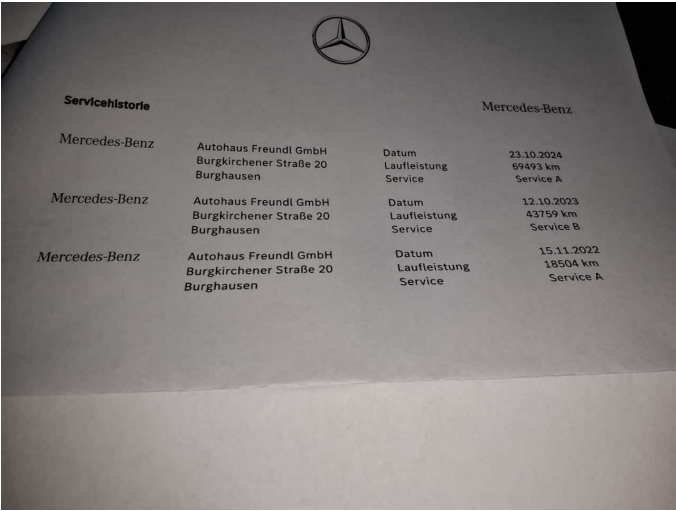 Servicehistorie
Mercedes-Benz
Mercedes-Benz Autohaus Freundl GmbH Datum 23.10.2024
Burgkirchener Straße 20 Laufleistung 69493 km
Burghausen Service Service A
Mercedes-Benz Autohaus Freundl GmbH Datum 12.10.2023
Burgkirchener Straße 20 Laufleistung 43759 km
Burghausen Service Service B
Mercedes-Benz Autohaus Freundl GmbH Datum 15.11.2022
Burgkirchener Straße 20 Laufleistung 18504 km
Burghausen Service Service A